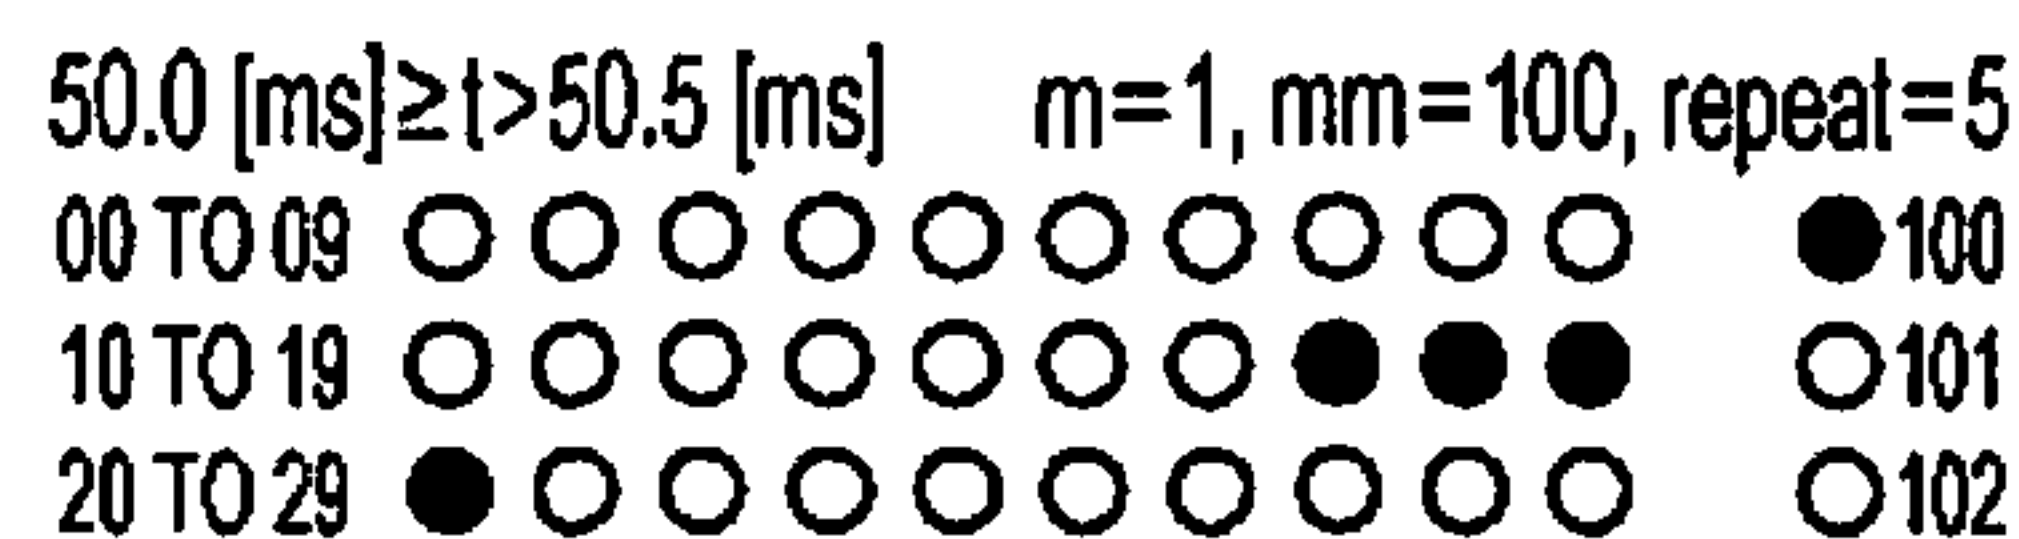 50.0 [ms]≥t>50.5 [ms] m=1, mm=100, repeat=5
00 TO 09 ○ ○ ○ ○ ○ ○ ○ ○ ○ ○ ● 100
10 TO 19 ○ ○ ○ ○ ○ ○ ○ ● ● ● ○ 101
20 TO 29 ● ○ ○ ○ ○ ○ ○ ○ ○ ○ ○ 102